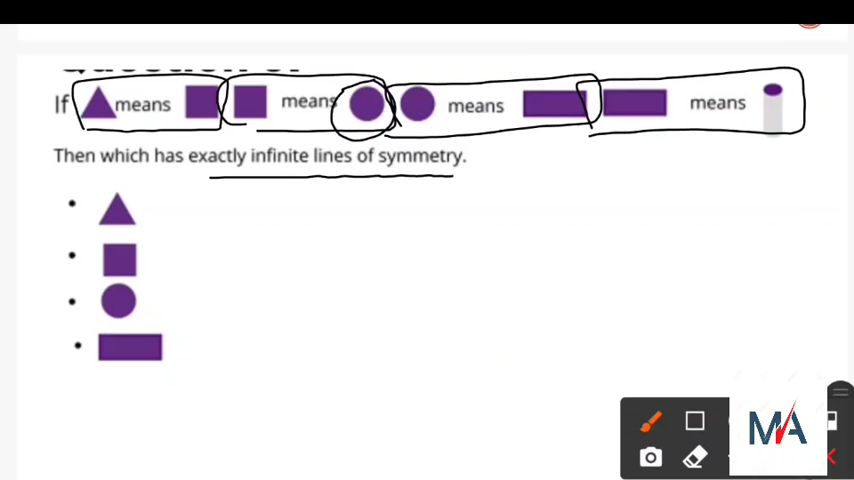 If means means means means
Then which has exactly infinite lines of symmetry.
MA